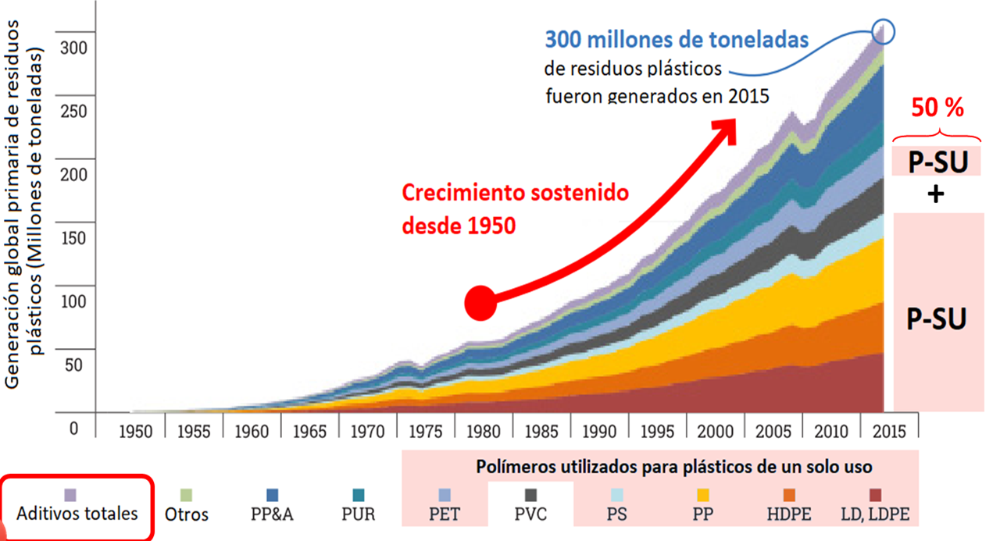 Generación global primaria de residuos
plásticos (Millones de toneladas)
300
250
200
150
100
50
0
300 millones de toneladas
de residuos plásticos
fueron generados en 2015
Crecimiento sostenido
desde 1950
50 %
P-SU
+
P-SU
1950 1955 1960 1965 1970 1975 1980 1985 1990 1995 2000 2005 2010 2015
Polímeros utilizados para plásticos de un solo uso
Aditivos totales Otros PP&A PUR PET PVC PS PP HDPE LD, LDPE